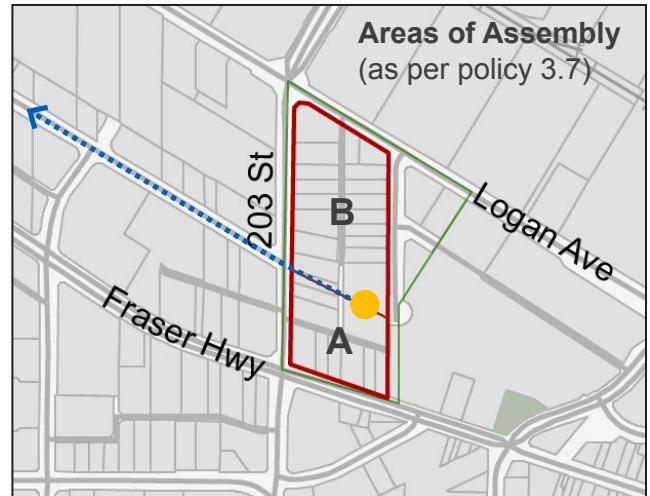 Areas of Assembly
(as per policy 3.7)
203 St
B
Logan Ave
A
Fraser Hwy